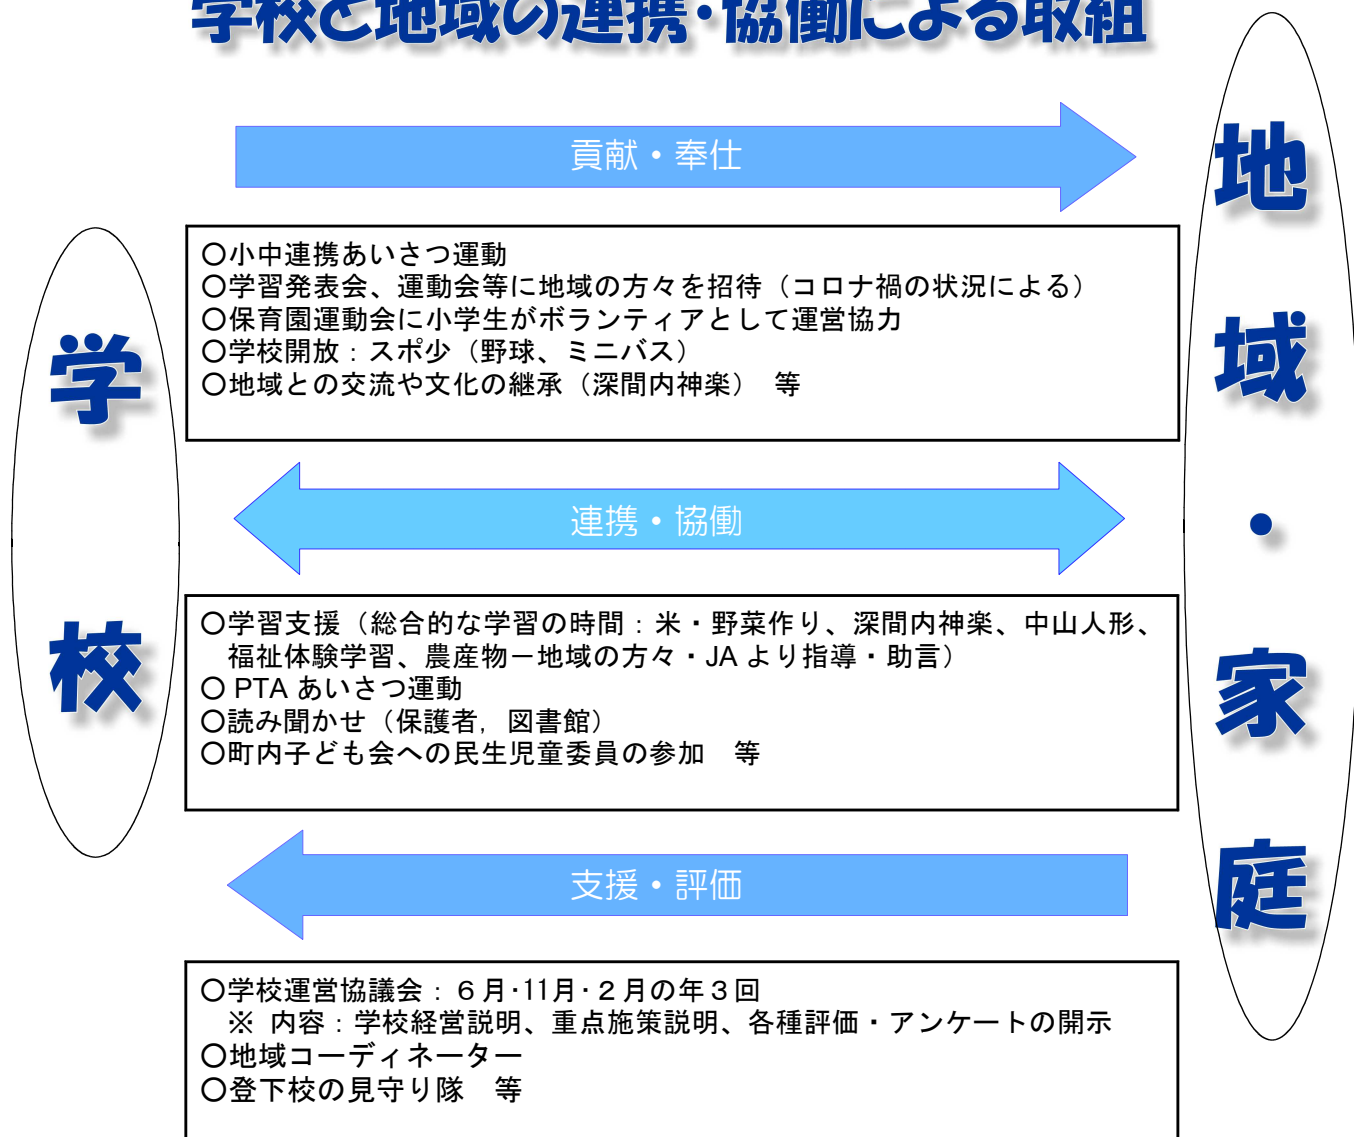 学校と地域の連携・協働による取組
貢献・奉仕
〇小中連携あいさつ運動
〇学習発表会、運動会等に地域の方々を招待（コロナ禍の状況による）
〇保育園運動会に小学生がボランティアとして運営協力
〇学校開放：スポ少（野球、ミニバス）
〇地域との交流や文化の継承（深間内神楽）　等
学校
地域・家庭
連携・協働
〇学習支援（総合的な学習の時間：米・野菜作り、深間内神楽、中山人形、
福祉体験学習、農産物－地域の方々・JA より指導・助言）
〇 PTA あいさつ運動
〇読み聞かせ（保護者，図書館）
〇町内子ども会への民生児童委員の参加　等
支援・評価
〇学校運営協議会：６月･11月･２月の年３回
※ 内容：学校経営説明、重点施策説明、各種評価・アンケートの開示
〇地域コーディネーター
〇登下校の見守り隊　等